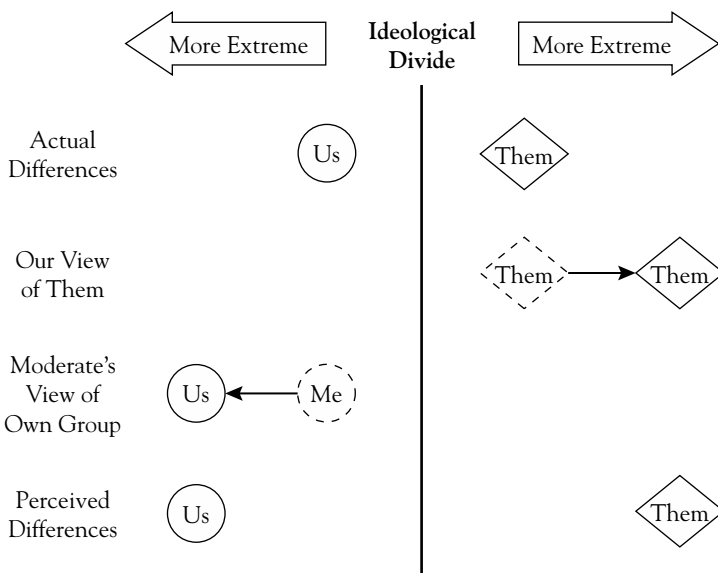 More Extreme
Ideological
Divide
More Extreme
Actual
Differences
Us
Them
Our View
of Them
Them
Them
Moderate's
View of
Own Group
Us
Me
Perceived
Differences
Us
Them